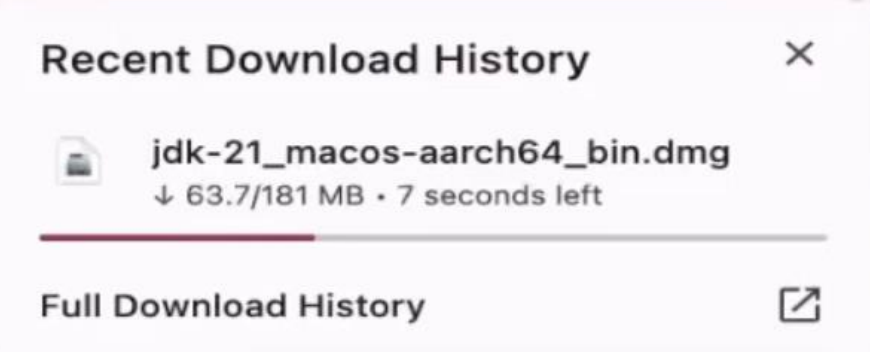 Recent Download History
jdk-21_macos-aarch64_bin.dmg
↓ 63.7/181 MB • 7 seconds left
Full Download History